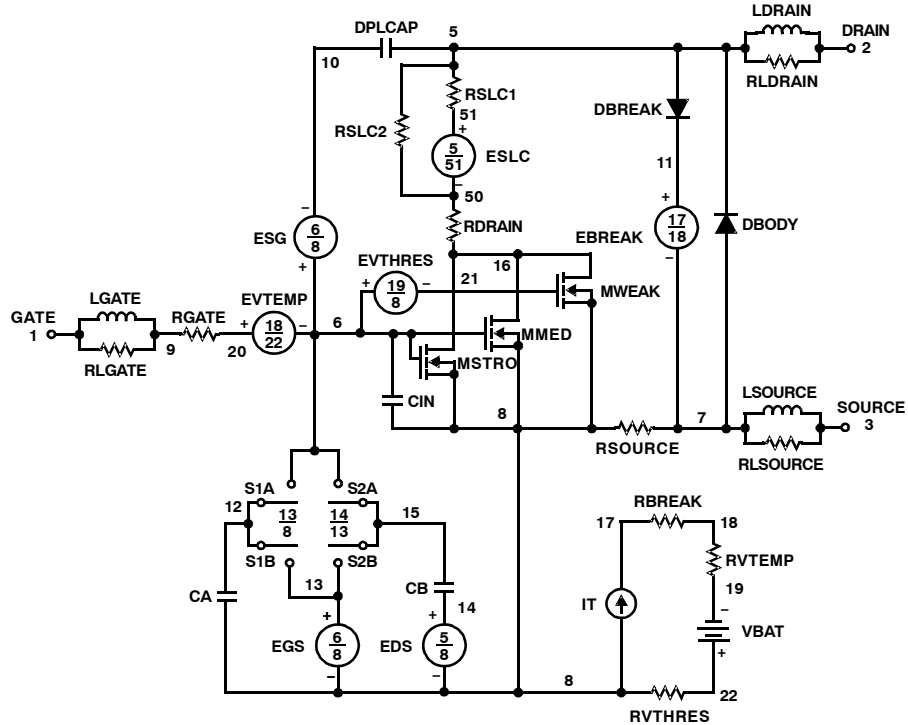 LDRAIN
DPLCAP
5
DRAIN
2
10
RLDRAIN
RSLC1
DBREAK
51
+
RSLC2
5
51
ESLC
11
−
50
+
−
6
8
ESG
RDRAIN
17
18
EBREAK
DBODY
+
EVTHRES
16
−
+
19
8
−
21
MWEAK
LGATE
EVTEMP
GATE
1
RGATE
+
18
22
−
6
MMED
9
20
RLGATE
MSTRO
LSOURCE
CIN
8
7
SOURCE
3
RSOURCE
RLSOURCE
S1A
S2A
12
13
8
14
13
15
RBREAK
17
18
S1B
S2B
RVTEMP
13
CB
19
CA
14
IT
−
+
+
VBAT
EGS
6
8
EDS
5
8
+
−
−
8
22
RVTHRES